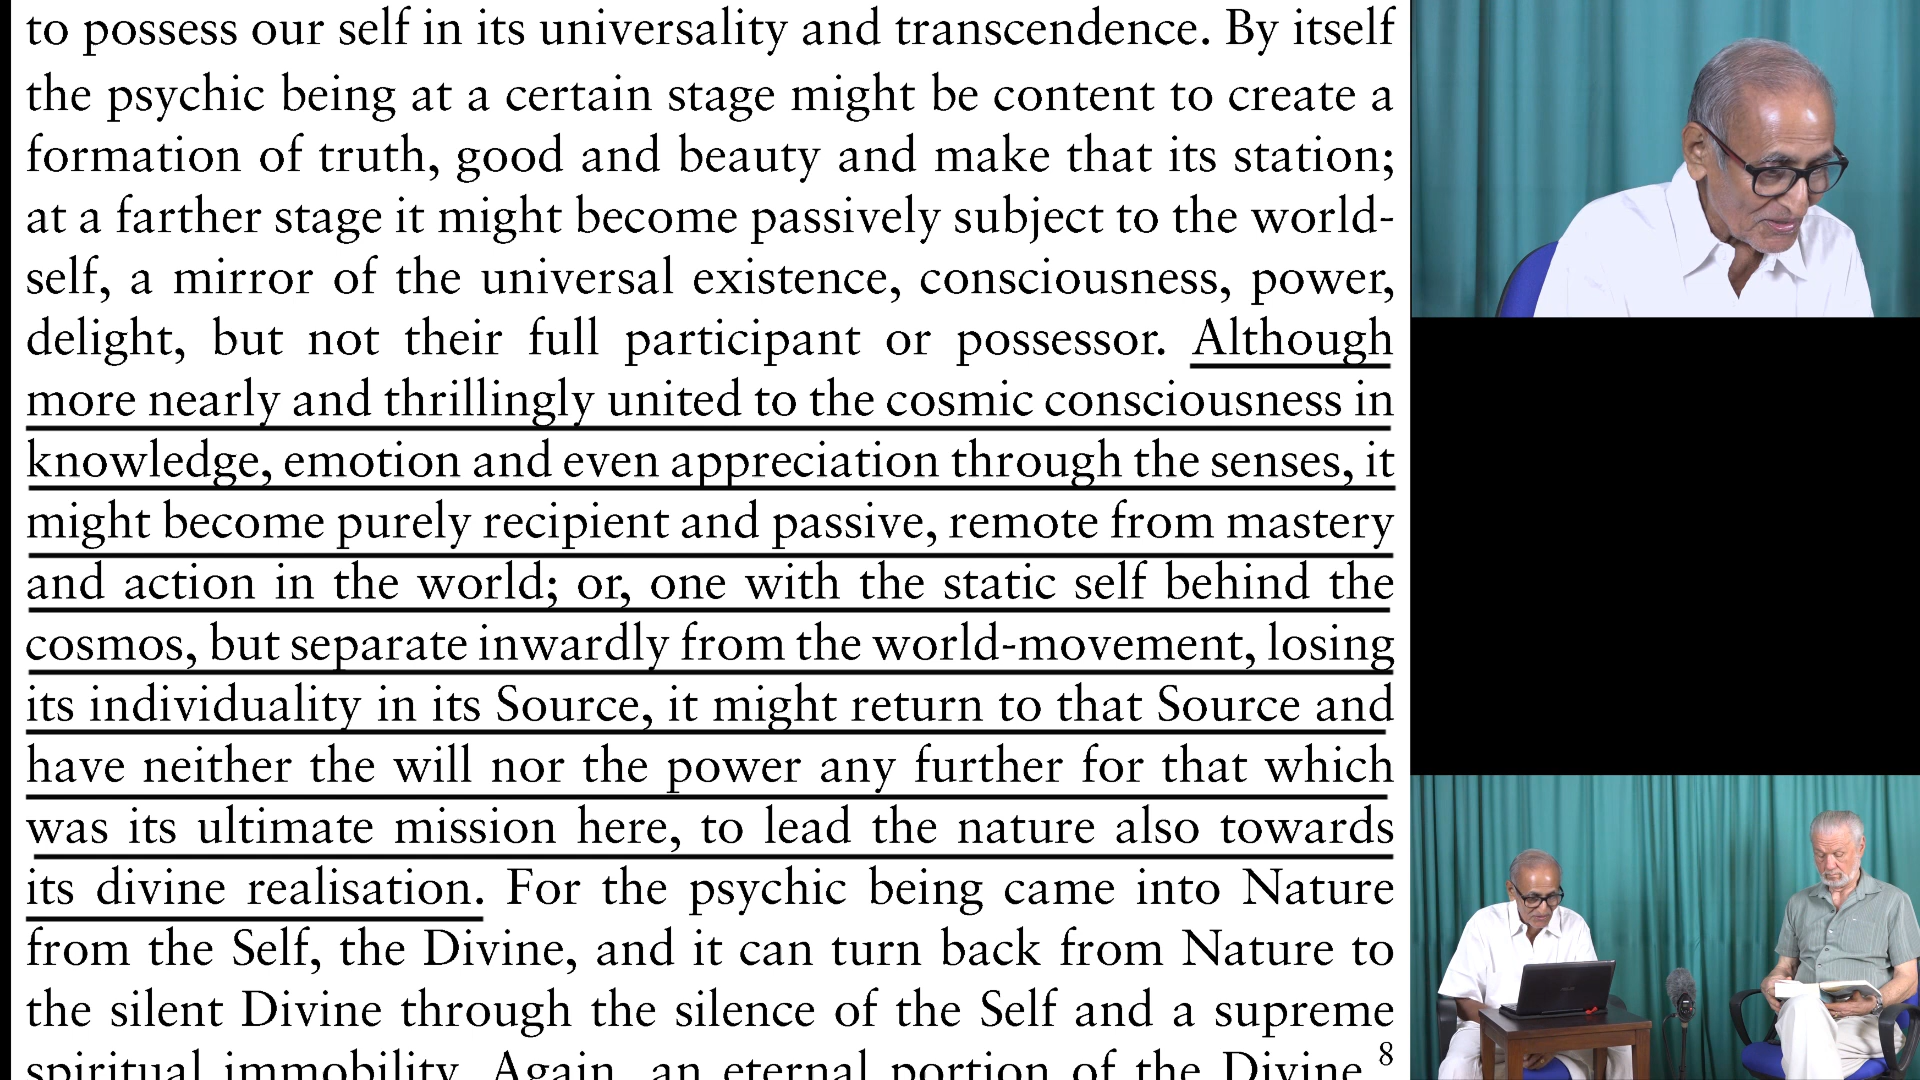 to possess our self in its universality and transcendence. By itself
the psychic being at a certain stage might be content to create a
formation of truth, good and beauty and make that its station;
at a farther stage it might become passively subject to the world-
self, a mirror of the universal existence, consciousness, power,
delight, but not their full participant or possessor. Although
more nearly and thrillingly united to the cosmic consciousness in
knowledge, emotion and even appreciation through the senses, it
might become purely recipient and passive, remote from mastery
and action in the world; or, one with the static self behind the
cosmos, but separate inwardly from the world-movement, losing
its individuality in its Source, it might return to that Source and
have neither the will nor the power any further for that which
was its ultimate mission here, to lead the nature also towards
its divine realisation. For the psychic being came into Nature
from the Self, the Divine, and it can turn back from Nature to
the silent Divine through the silence of the Self and a supreme
spiritual immobility. Again, an eternal portion of the Divine,8